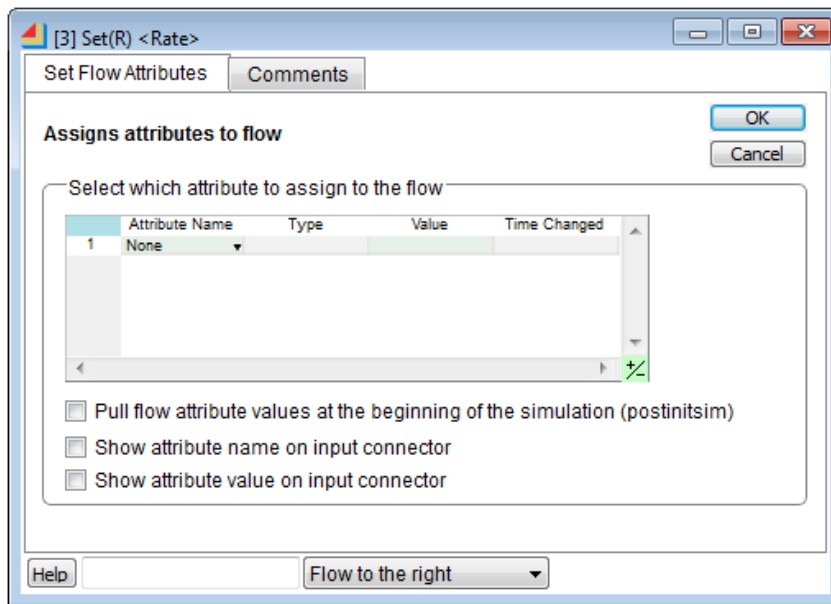 [3] Set(R) <Rate>
Set Flow Attributes
Comments
Assigns attributes to flow
OK
Cancel
Select which attribute to assign to the flow
Attribute Name Type Value Time Changed
1 None
+/-
Pull flow attribute values at the beginning of the simulation (postinitsim)
Show attribute name on input connector
Show attribute value on input connector
Help
Flow to the right